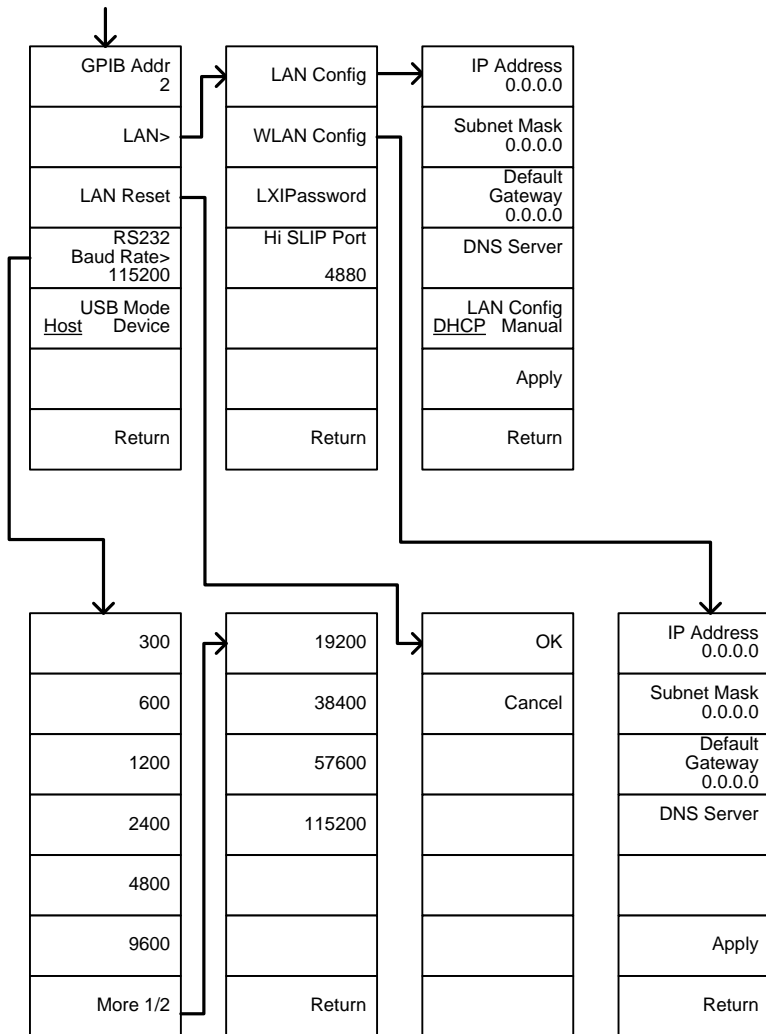 GPIB Addr
2
LAN>
LAN Reset
RS232
Baud Rate>
115200
USB Mode
Host Device
Return
LAN Config
WLAN Config
LXIPassword
Hi SLIP Port
4880
Return
IP Address
0.0.0.0
Subnet Mask
0.0.0.0
Default
Gateway
0.0.0.0
DNS Server
LAN Config
DHCP Manual
Apply
Return
300
600
1200
2400
4800
9600
More 1/2
19200
38400
57600
115200
Return
OK
Cancel
IP Address
0.0.0.0
Subnet Mask
0.0.0.0
Default
Gateway
0.0.0.0
DNS Server
Apply
Return